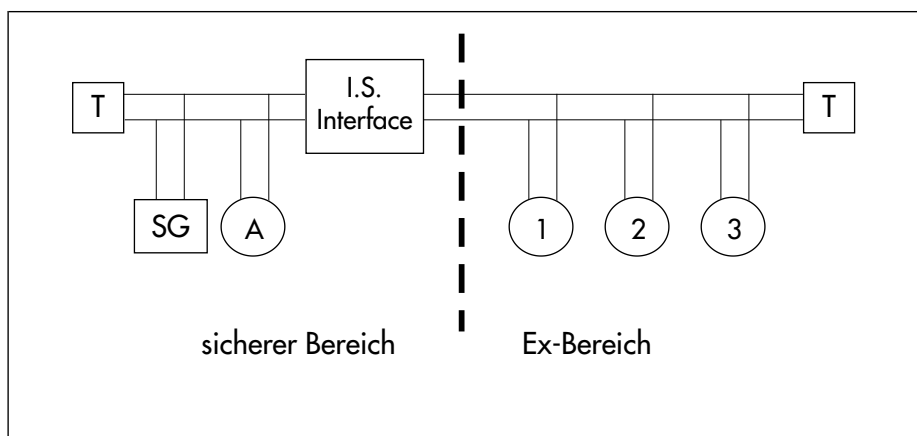 T
I.S.
Interface
T
SG
A
1
2
3
sicherer Bereich
Ex-Bereich